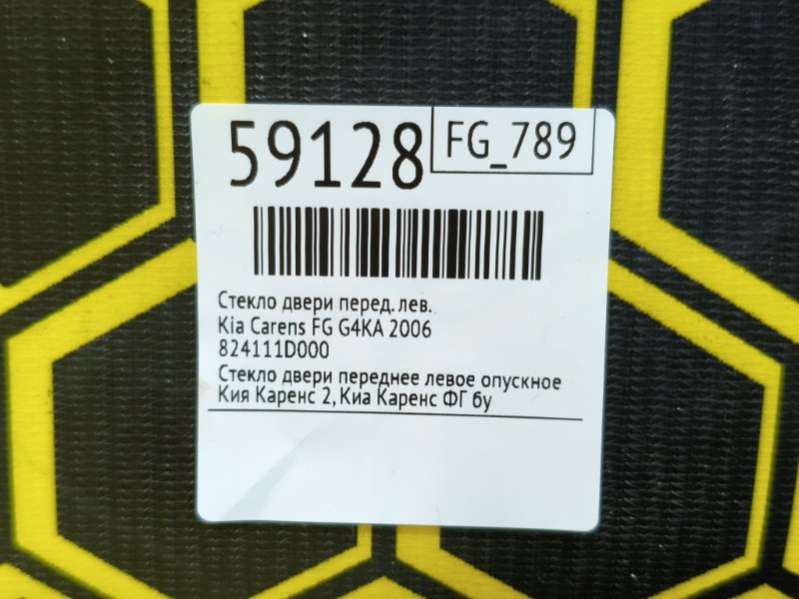 59128
FG_789
Стекло двери перед. лев.
Kia Carens FG G4KA 2006
824111D000
Стекло двери переднее левое опускное
Кия Каренс 2, Киа Каренс ФГ бу